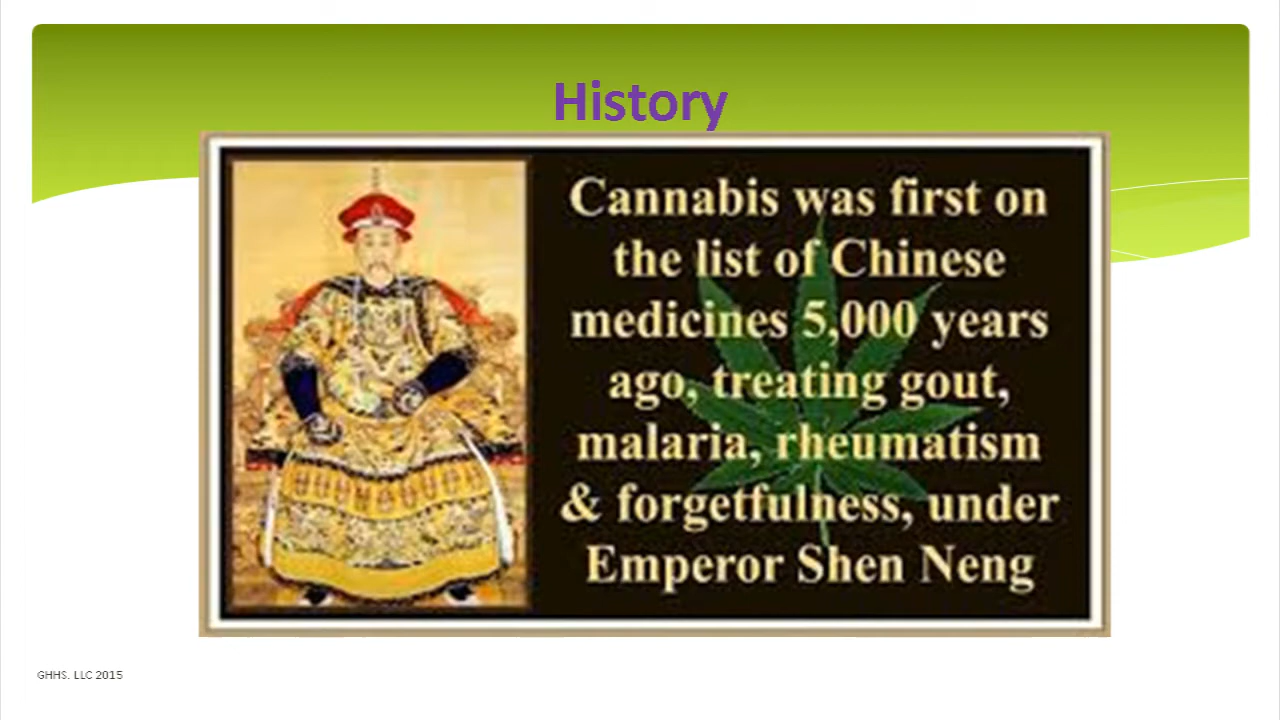 History
Cannabis was first on
the list of Chinese
medicines 5,000 years
ago, treating gout,
malaria, rheumatism
& forgetfulness, under
Emperor Shen Neng
GHHS. LLC 2015